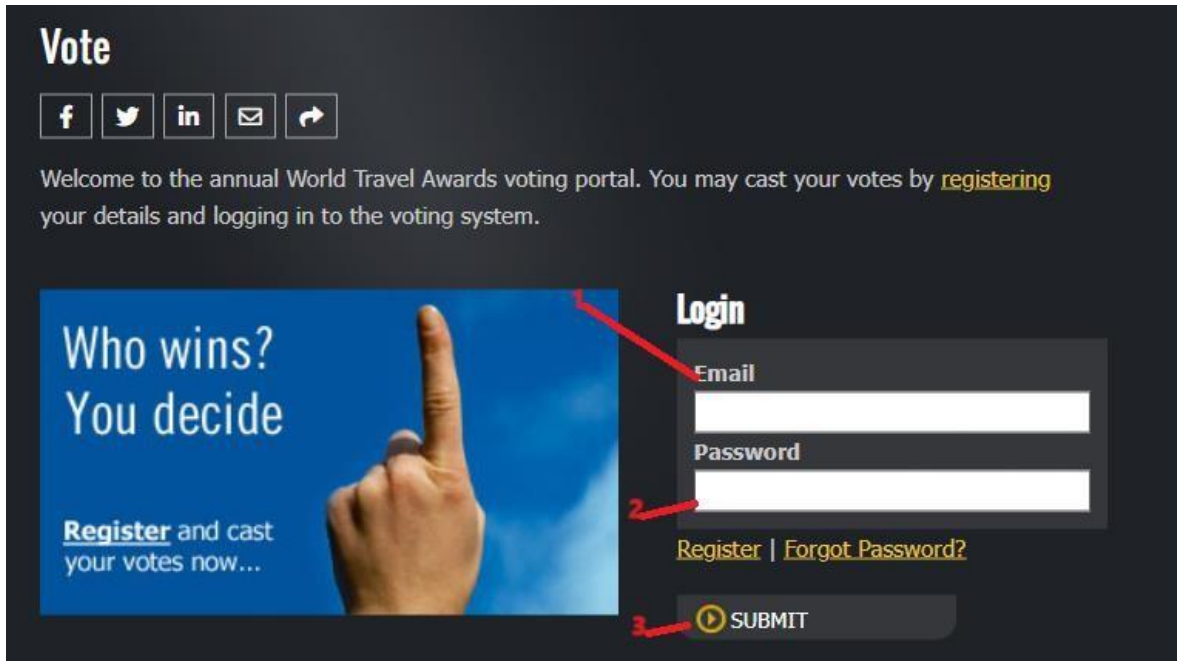 Vote
Welcome to the annual World Travel Awards voting portal. You may cast your votes by registering
your details and logging in to the voting system.
Who wins?
You decide
Register and cast
your votes now...
1
Login
Email
Password
2
Register | Forgot Password?
3
SUBMIT